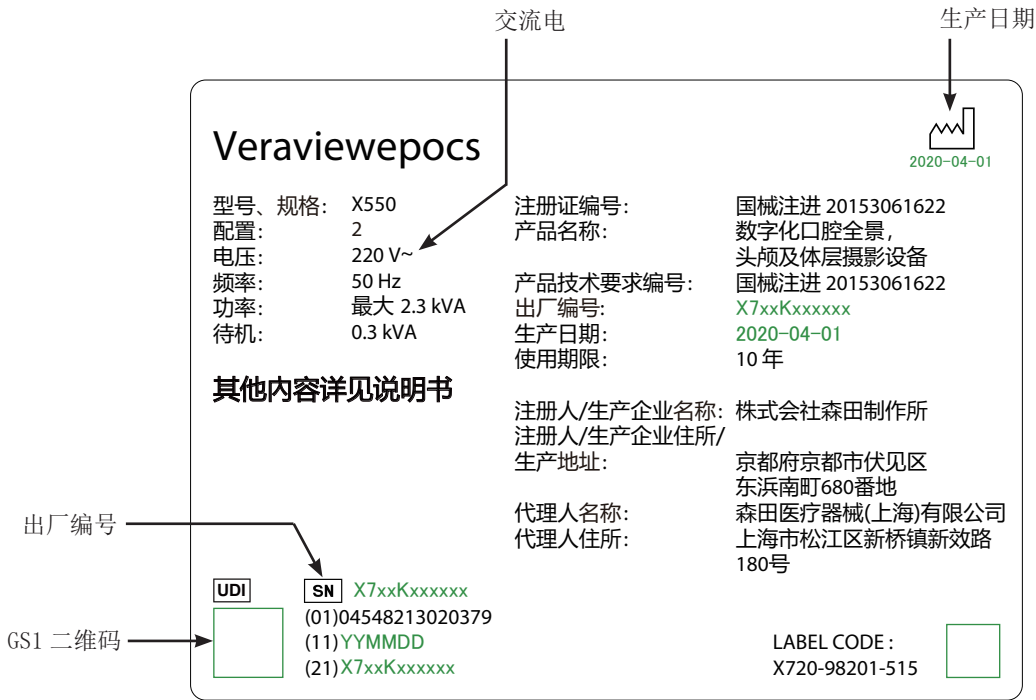 交流电
生产日期
Veraviewepocs
2020-04-01
型号、规格： X550
配置： 2
电压： 220 V~
频率： 50 Hz
功率： 最大 2.3 kVA
待机： 0.3 kVA
其他内容详见说明书
注册证编号： 国械注进 20153061622
产品名称： 数字化口腔全景，
头颅及体层摄影设备
产品技术要求编号： 国械注进 20153061622
出厂编号： X7xxKxxxxxx
生产日期： 2020-04-01
使用期限： 10 年
注册人/生产企业名称： 株式会社森田制作所
注册人/生产企业住所/
生产地址： 京都府京都市伏见区
东浜南町680番地
代理人名称： 森田医疗器械(上海)有限公司
代理人住所： 上海市松江区新桥镇新效路
180号
出厂编号
UDI
SN X7xxKxxxxxx
(01)04548213020379
(11)YYMMDD
(21)X7xxKxxxxxx
GS1 二维码
LABEL CODE :
X720-98201-515